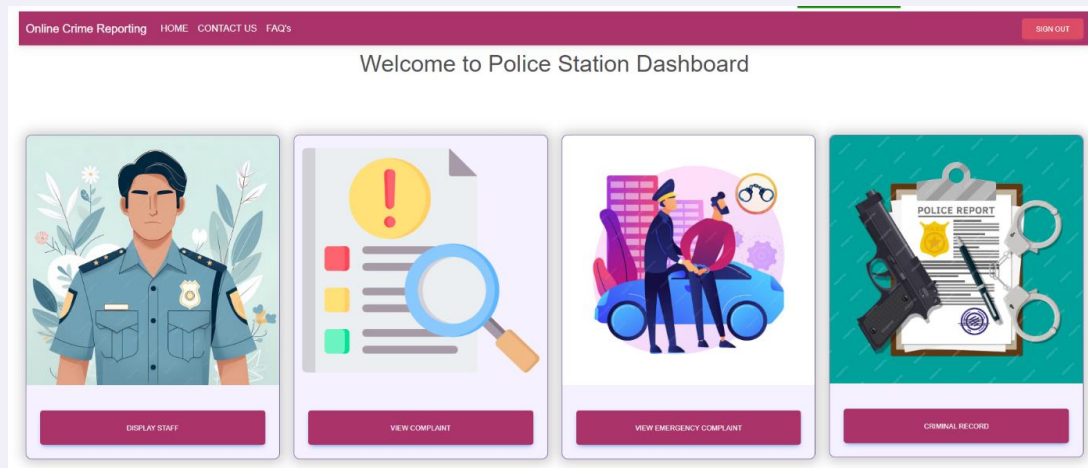 Online Crime Reporting HOME CONTACT US FAQ's SIGN OUT
Welcome to Police Station Dashboard
POLICE REPORT
DISPLAY STAFF VIEW COMPLAINT VIEW EMERGENCY COMPLAINT CRIMINAL RECORD